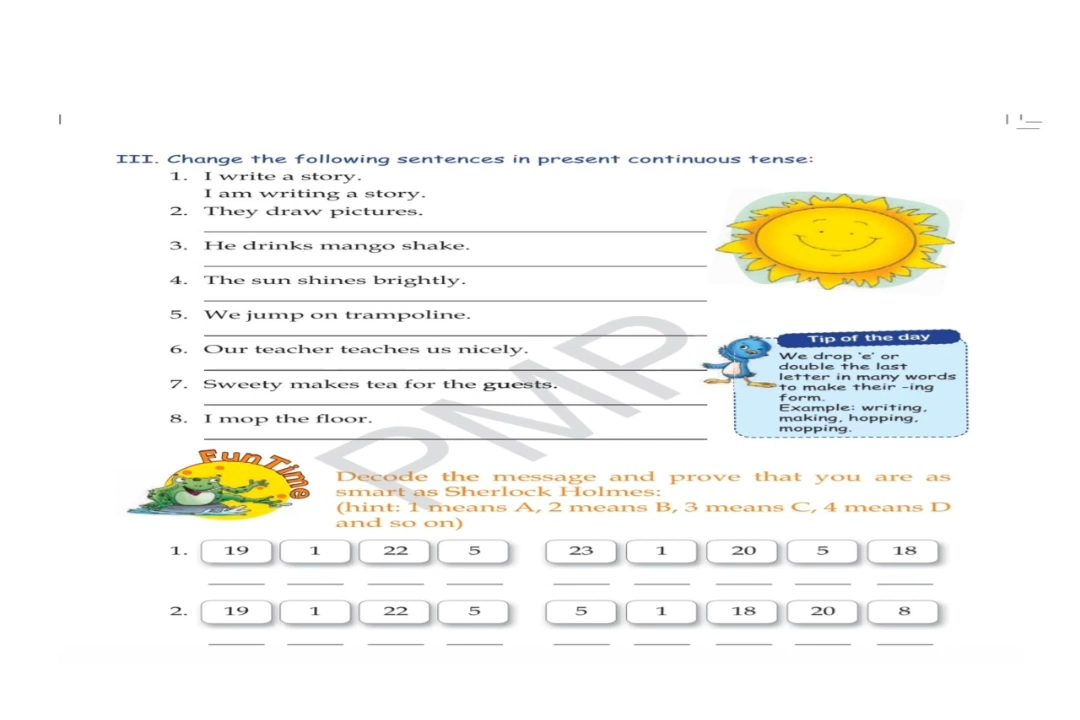 III. Change the following sentences in present continuous tense:
1. I write a story.
I am writing a story.
2. They draw pictures.
3. He drinks mango shake.
4. The sun shines brightly.
5. We jump on trampoline.
6. Our teacher teaches us nicely.
7. Sweety makes tea for the guests.
8. I mop the floor.
Tip of the day
We drop 'e' or
double the last
letter in many words
to make their -ing
form.
Example: writing,
making, hopping,
mopping.
PMP
Fun Time
Decode the message and prove that you are as
smart as Sherlock Holmes:
(hint: 1 means A, 2 means B, 3 means C, 4 means D
and so on)
1. 19 1 22 5 23 1 20 5 18
2. 19 1 22 5 5 1 18 20 8